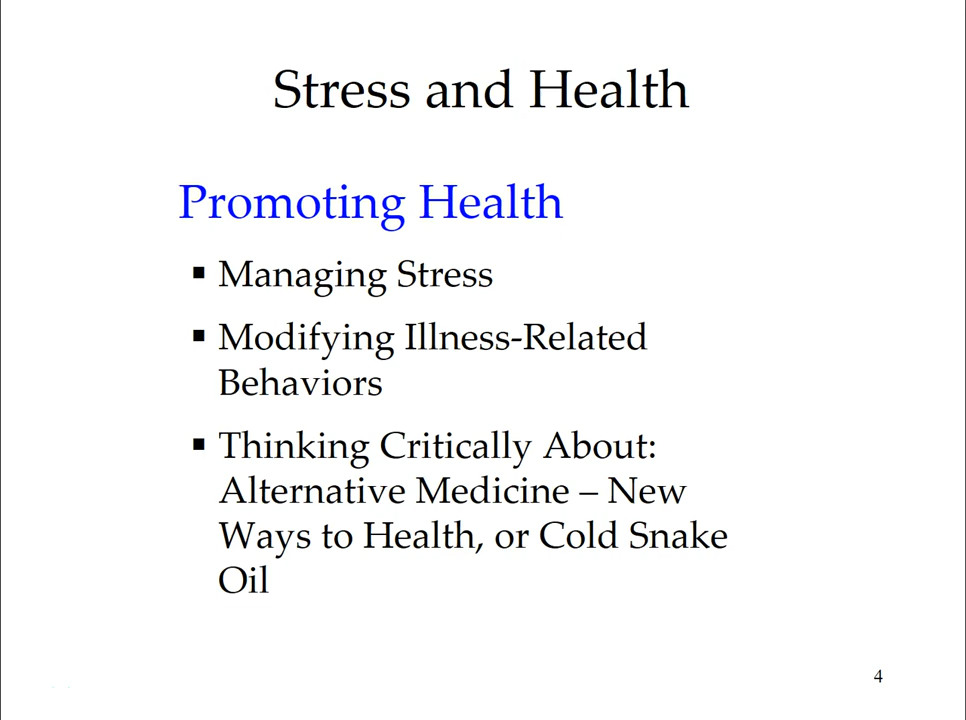 Stress and Health
Promoting Health
▪ Managing Stress
▪ Modifying Illness-Related
Behaviors
▪ Thinking Critically About:
Alternative Medicine – New
Ways to Health, or Cold Snake
Oil
4